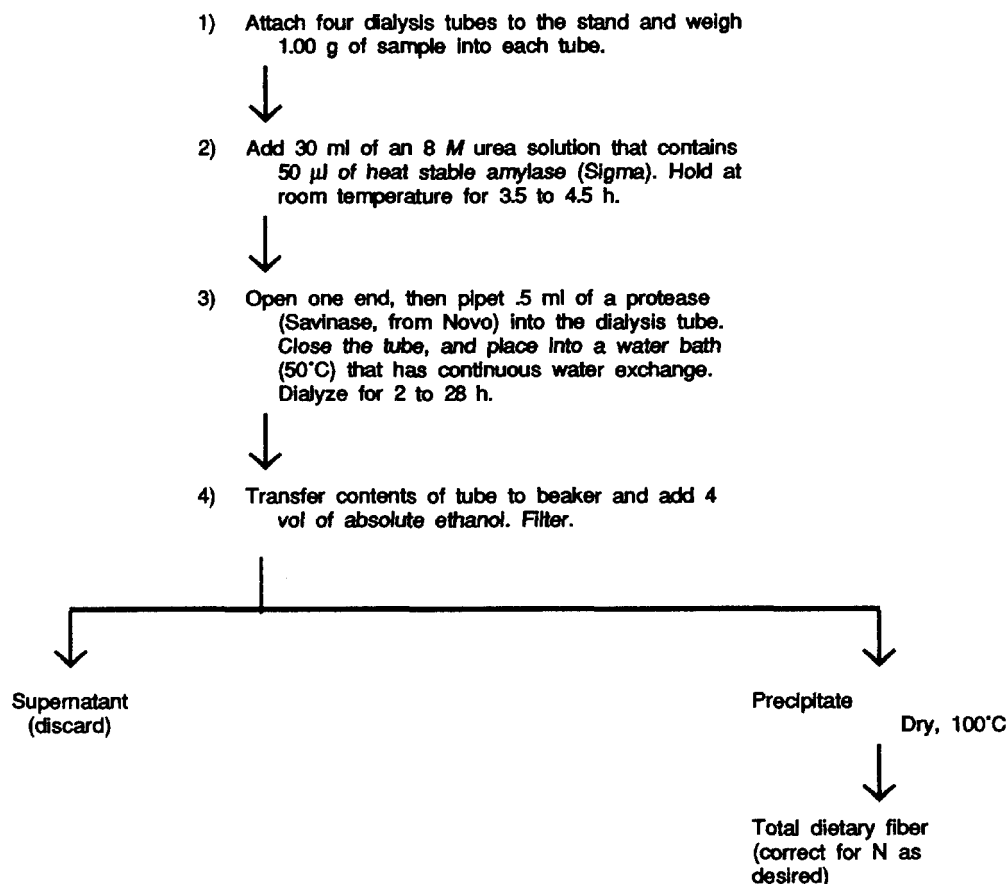 1) Attach four dialysis tubes to the stand and weigh
1.00 g of sample into each tube.
2) Add 30 ml of an 8 M urea solution that contains
50 µl of heat stable amylase (Sigma). Hold at
room temperature for 3.5 to 4.5 h.
3) Open one end, then pipet .5 ml of a protease
(Savinase, from Novo) into the dialysis tube.
Close the tube, and place into a water bath
(50°C) that has continuous water exchange.
Dialyze for 2 to 28 h.
4) Transfer contents of tube to beaker and add 4
vol of absolute ethanol. Filter.
Supernatant
(discard)
Precipitate
Dry, 100°C
Total dietary fiber
(correct for N as
desired)